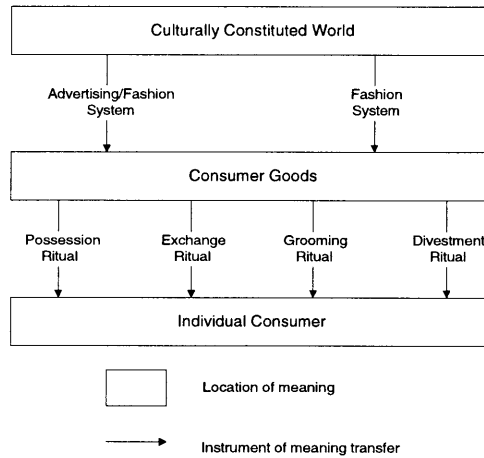 Culturally Constituted World
Advertising/Fashion
System
Fashion
System
Consumer Goods
Possession
Ritual
Exchange
Ritual
Grooming
Ritual
Divestment
Ritual
Individual Consumer
Location of meaning
Instrument of meaning transfer